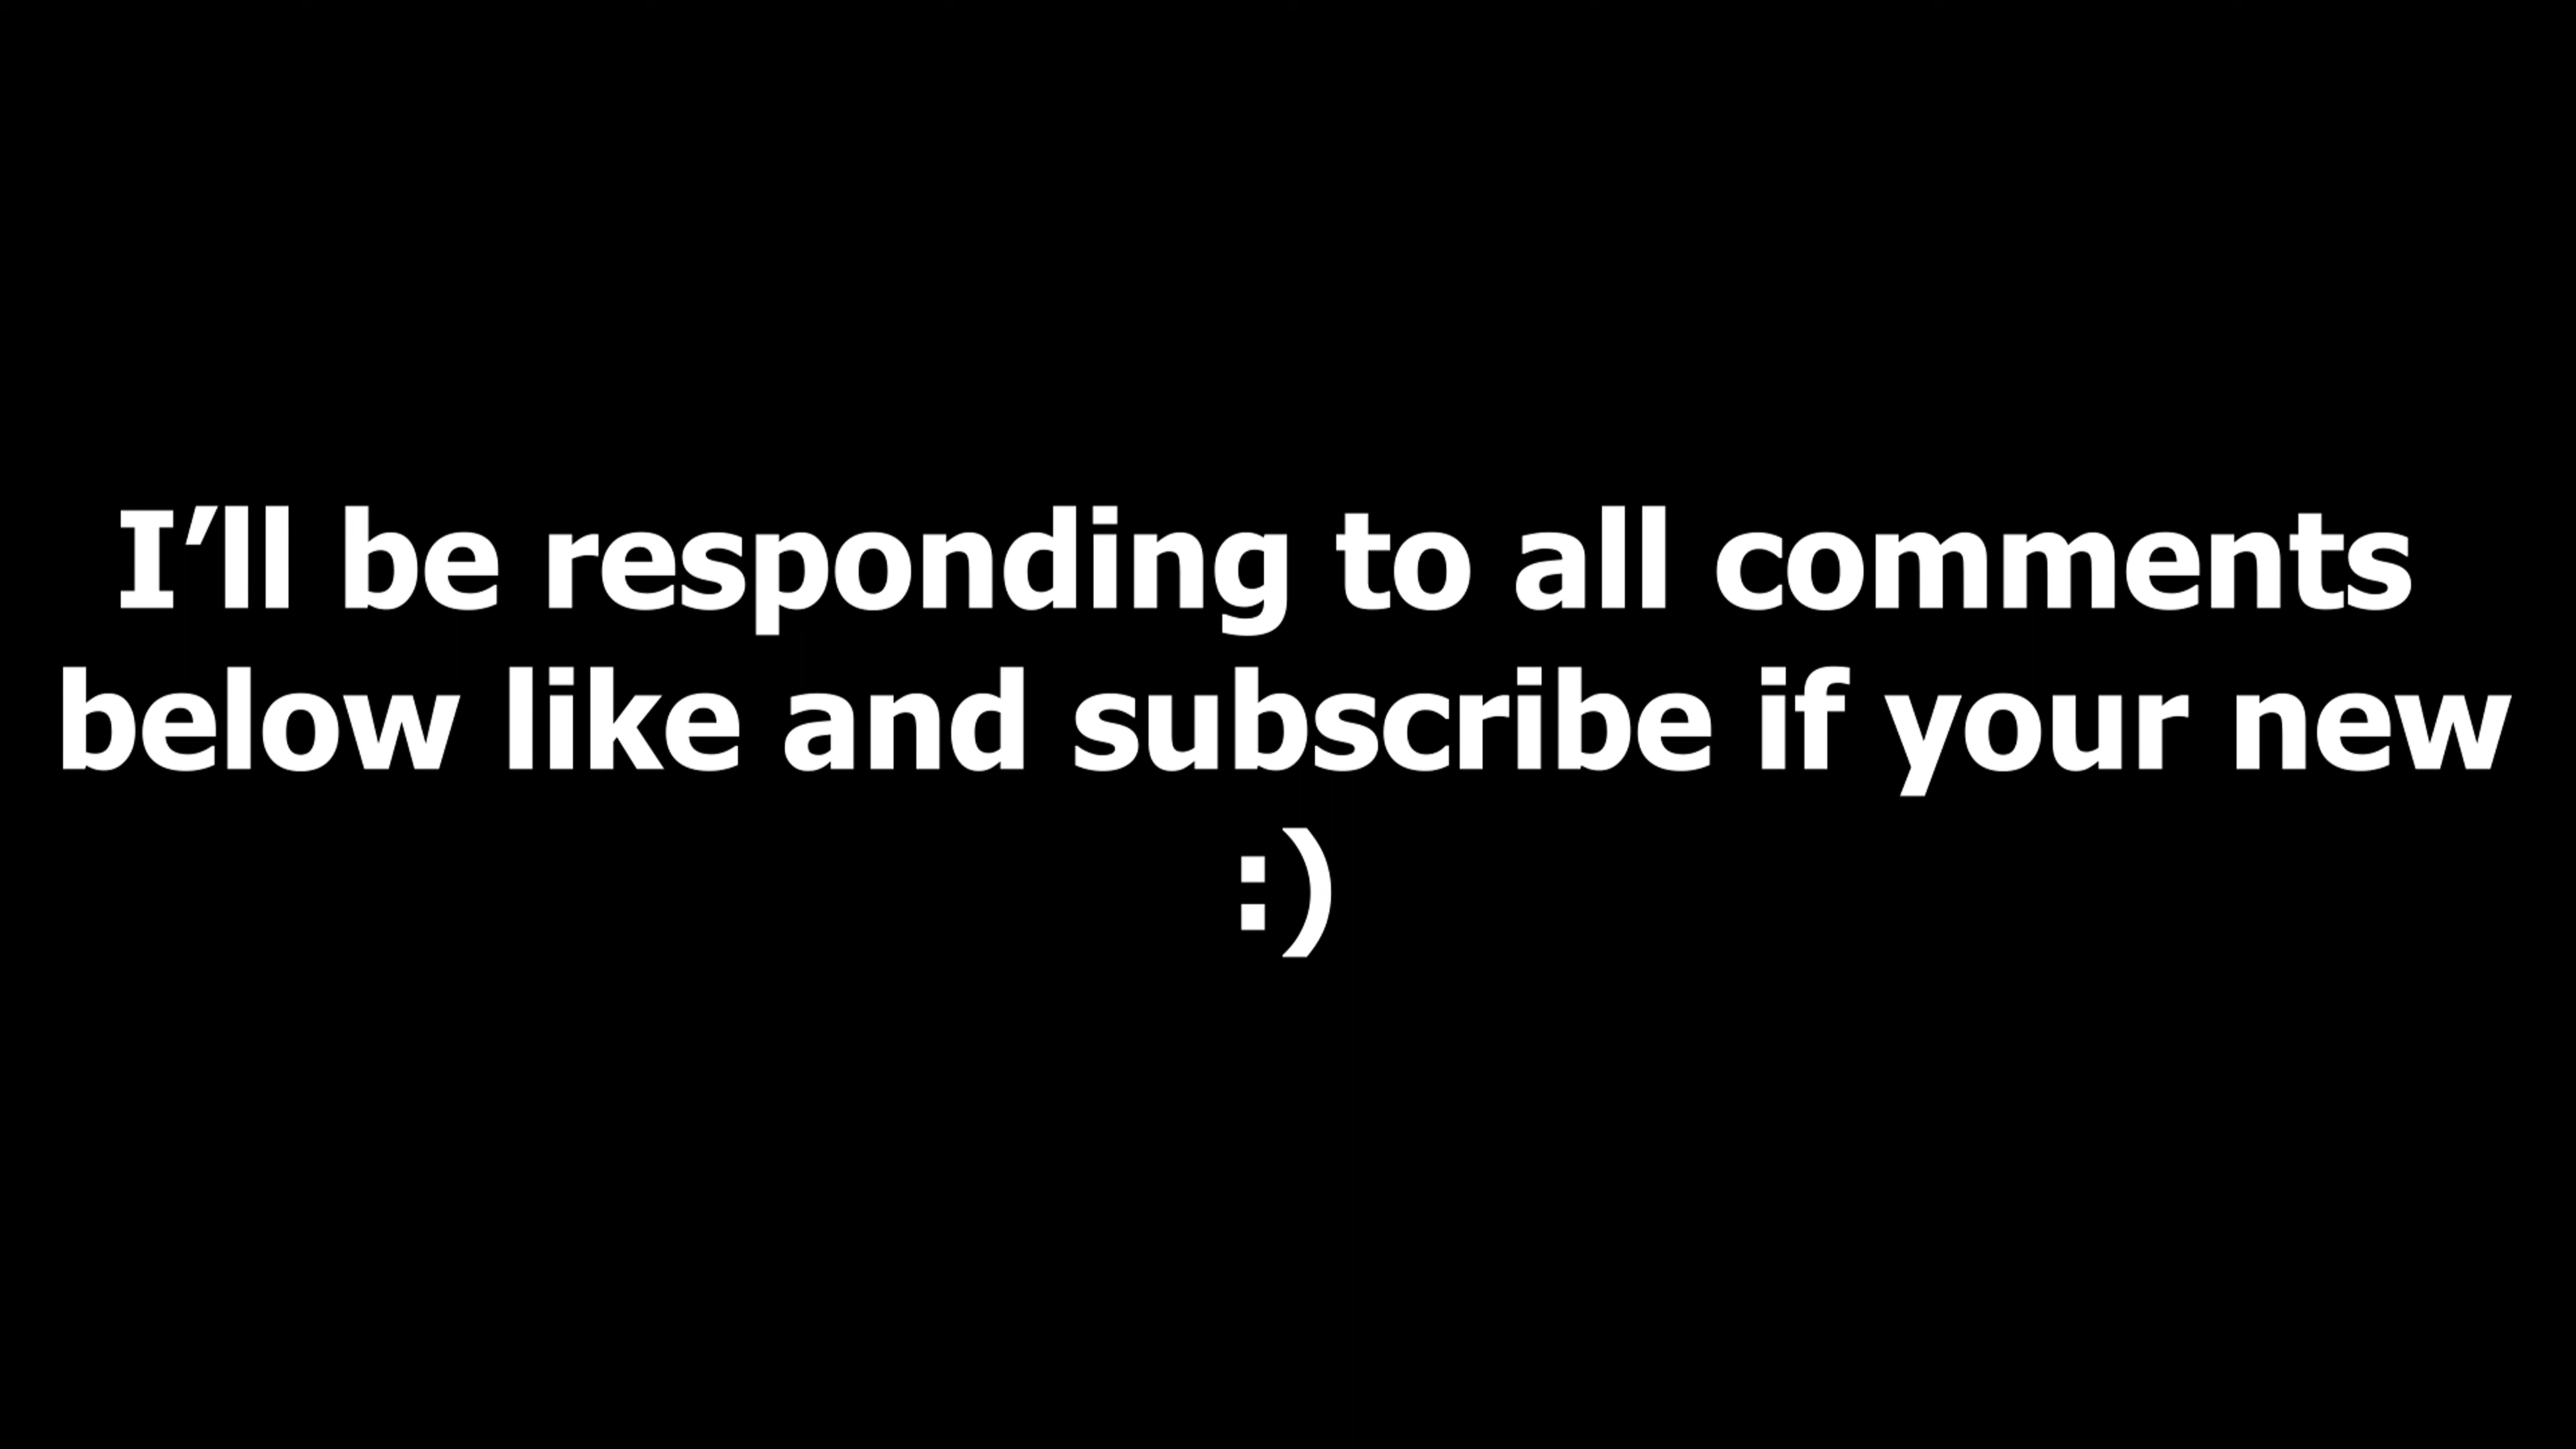 I’ll be responding to all comments
below like and subscribe if your new
:)